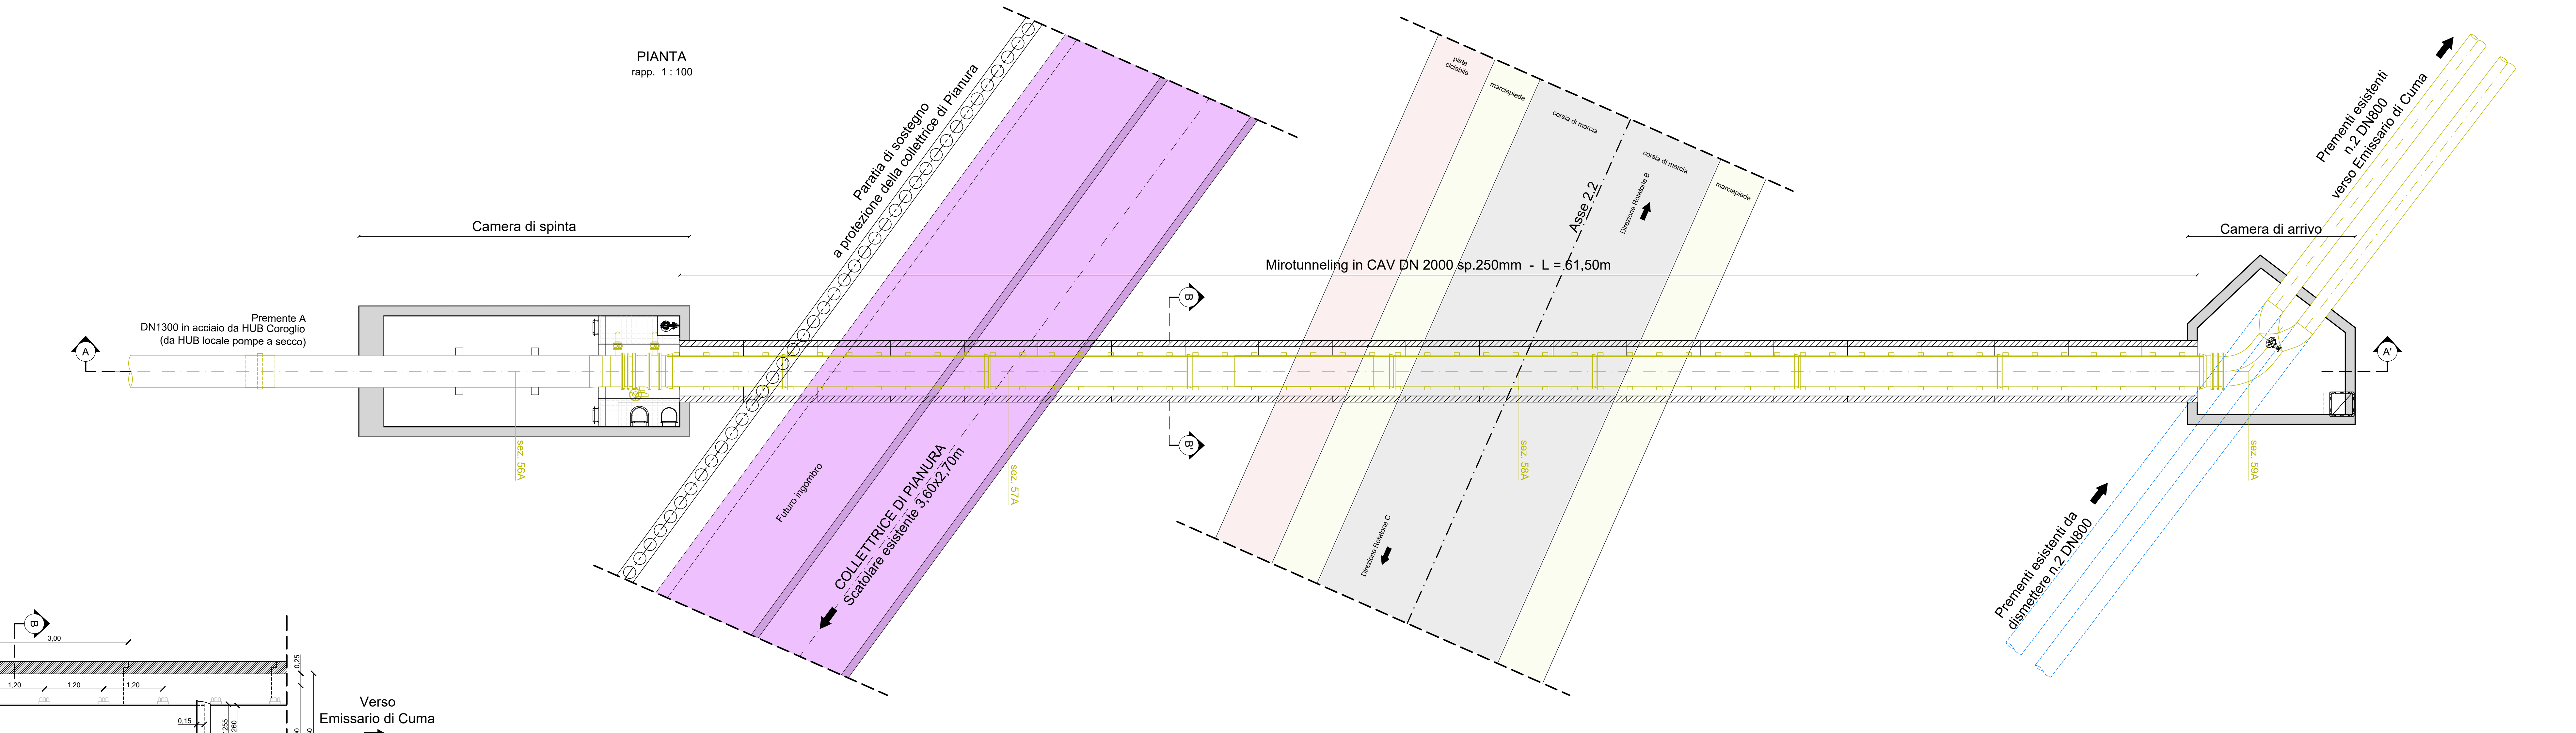 PIANTA
rapp. 1 : 100
Paratia di sostegno
a protezione della collettrice di Pianura
pista
ciclabile
marciapiede
corsia di marcia
corsia di marcia
marciapiede
Asse 2.2
Direzione Rotatoria B
Prementi esistenti
n.2 DN800
verso Emissario di Cuma
Camera di spinta
Camera di arrivo
Mirotunneling in CAV DN 2000 sp.250mm - L = 61,50m
Premente A
DN1300 in acciaio da HUB Coroglio
(da HUB locale pompe a secco)
A
B
A'
B'
sez. 56A
sez. 57A
sez. 58A
sez. 59A
Futuro ingombro
COLLETTRICE DI PIANURA
Scatolare esistente 3,60x2,70m
Direzione Rotatoria C
Prementi esistenti da
dismettere n.2 DN800
B
3,00
0,25
1,20
1,20
1,20
0,15
Verso
Emissario di Cuma